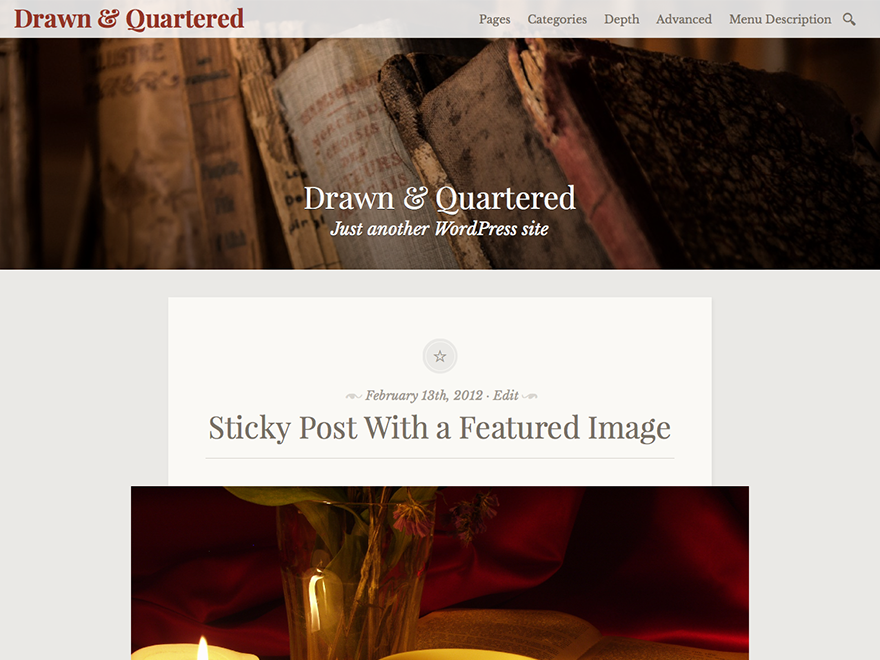 Drawn & Quartered
Pages Categories Depth Advanced Menu Description
ILLUSTRE
Drawn & Quartered
Just another WordPress site
February 13th, 2012 · Edit
Sticky Post With a Featured Image